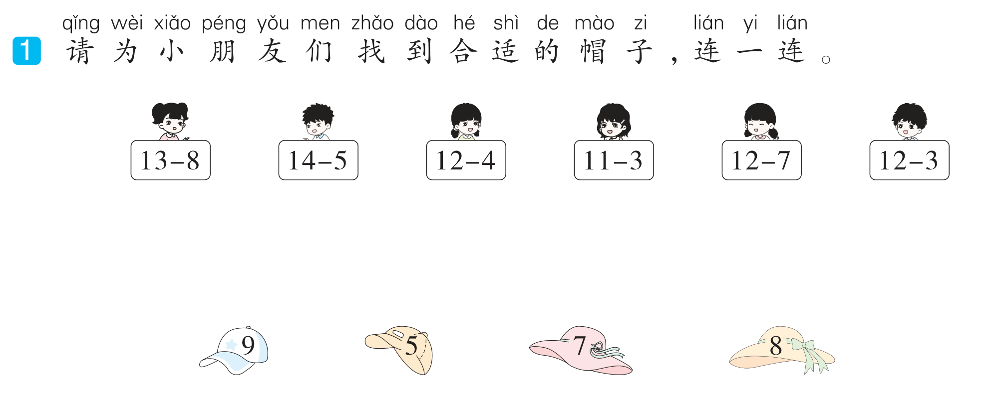 qǐng wèi xiǎo péng yǒu men zhǎo dào hé shì de mào zi lián yi lián
1 请为小朋友们找到合适的帽子,连一连。
13-8 14-5 12-4 11-3 12-7 12-3
9 5 7 8